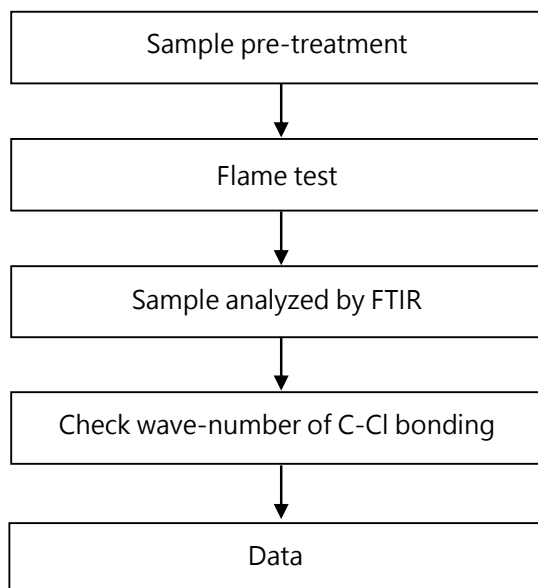 Sample pre-treatment
Flame test
Sample analyzed by FTIR
Check wave-number of C-Cl bonding
Data